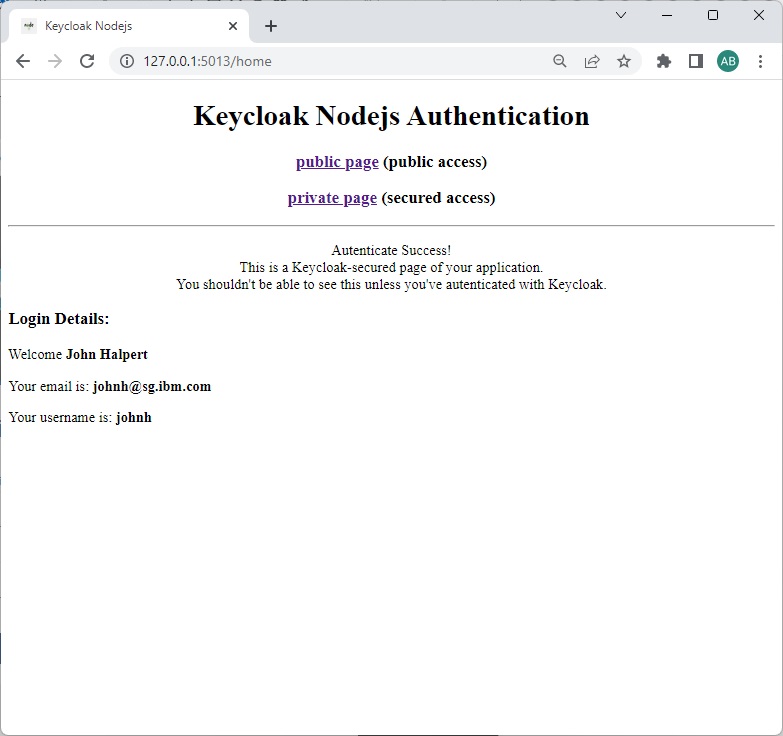 Keycloak Nodejs
127.0.0.1:5013/home
AB
Keycloak Nodejs Authentication
public page (public access)
private page (secured access)
Autenticate Success!
This is a Keycloak-secured page of your application.
You shouldn't be able to see this unless you've autenticated with Keycloak.
Login Details:
Welcome John Halpert
Your email is: johnh@sg.ibm.com
Your username is: johnh